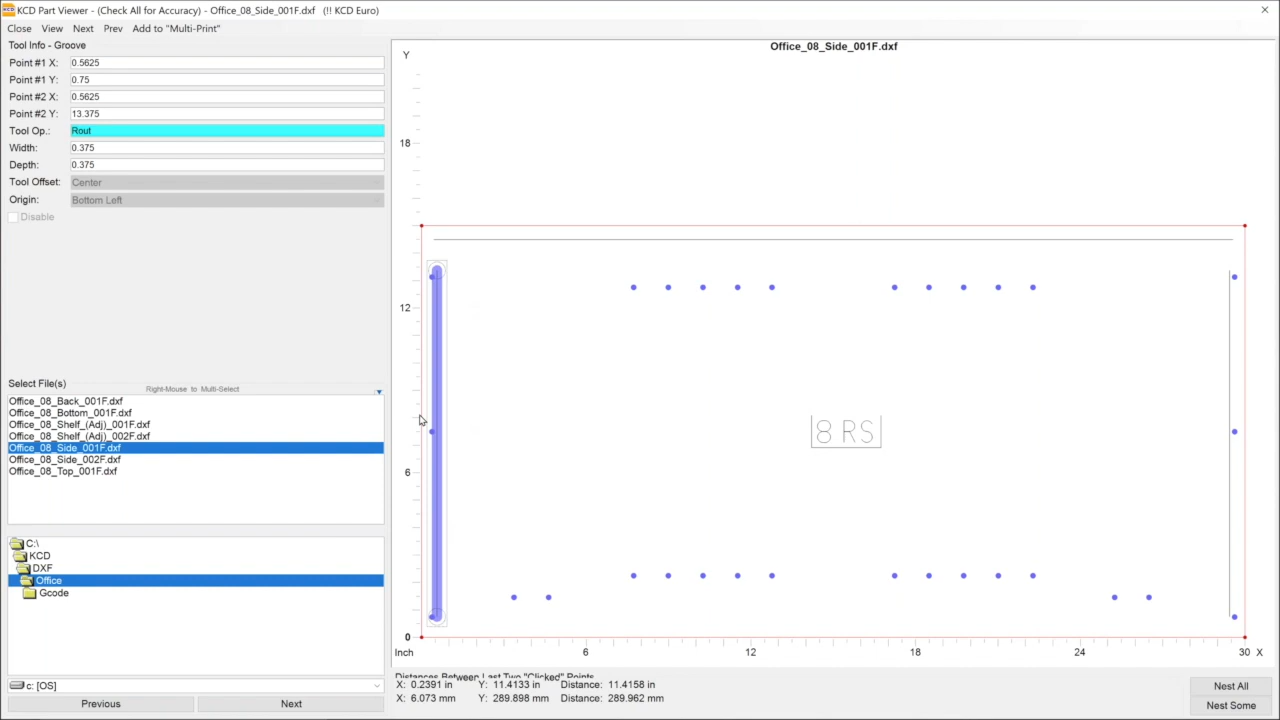 KCD Part Viewer - (Check All for Accuracy) - Office_08_Side_001F.dxf   (!! KCD Euro)
Close View Next Prev Add to "Multi-Print"
Tool Info - Groove
Point #1 X: 0.5625
Point #1 Y: 0.75
Point #2 X: 0.5625
Point #2 Y: 13.375
Tool Op.: Rout
Width: 0.375
Depth: 0.375
Tool Offset: Center
Origin: Bottom Left
Disable
Select File(s)
Right-Mouse to Multi-Select
Office_08_Back_001F.dxf
Office_08_Bottom_001F.dxf
Office_08_Shelf_(Adj)_001F.dxf
Office_08_Shelf_(Adj)_002F.dxf
Office_08_Side_001F.dxf
Office_08_Side_002F.dxf
Office_08_Top_001F.dxf
C:\
KCD
DXF
Office
Gcode
c: [OS]
Previous Next
Office_08_Side_001F.dxf
Y
18
12
6
0
8 RS
Inch 6 12 18 24 30 X
Distances Between Last Two "Clicked" Points
X: 0.2391 in Y: 11.4133 in Distance: 11.4158 in
X: 6.073 mm Y: 289.898 mm Distance: 289.962 mm
Nest All
Nest Some